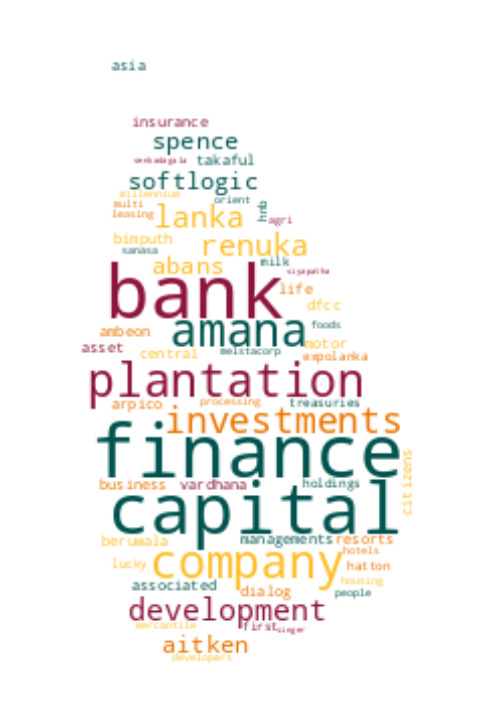 asia
insurance
spence
senkadagala takaful
softlogic
millennium orient
multi
leasing lanka hnb agri
bimputh renuka
sanasa
abans milk siyapatha
bank life
dfcc
amana foods
ambeon motor
asset central melstacorp expolanka
plantation
arpico processing treasuries
investments
finance
citizens
business vardhana holdings
capital
beruwala managements resorts
company hotels
lucky hatton
housing
associated dialog people
development
mercantile first singer
aitken
developers